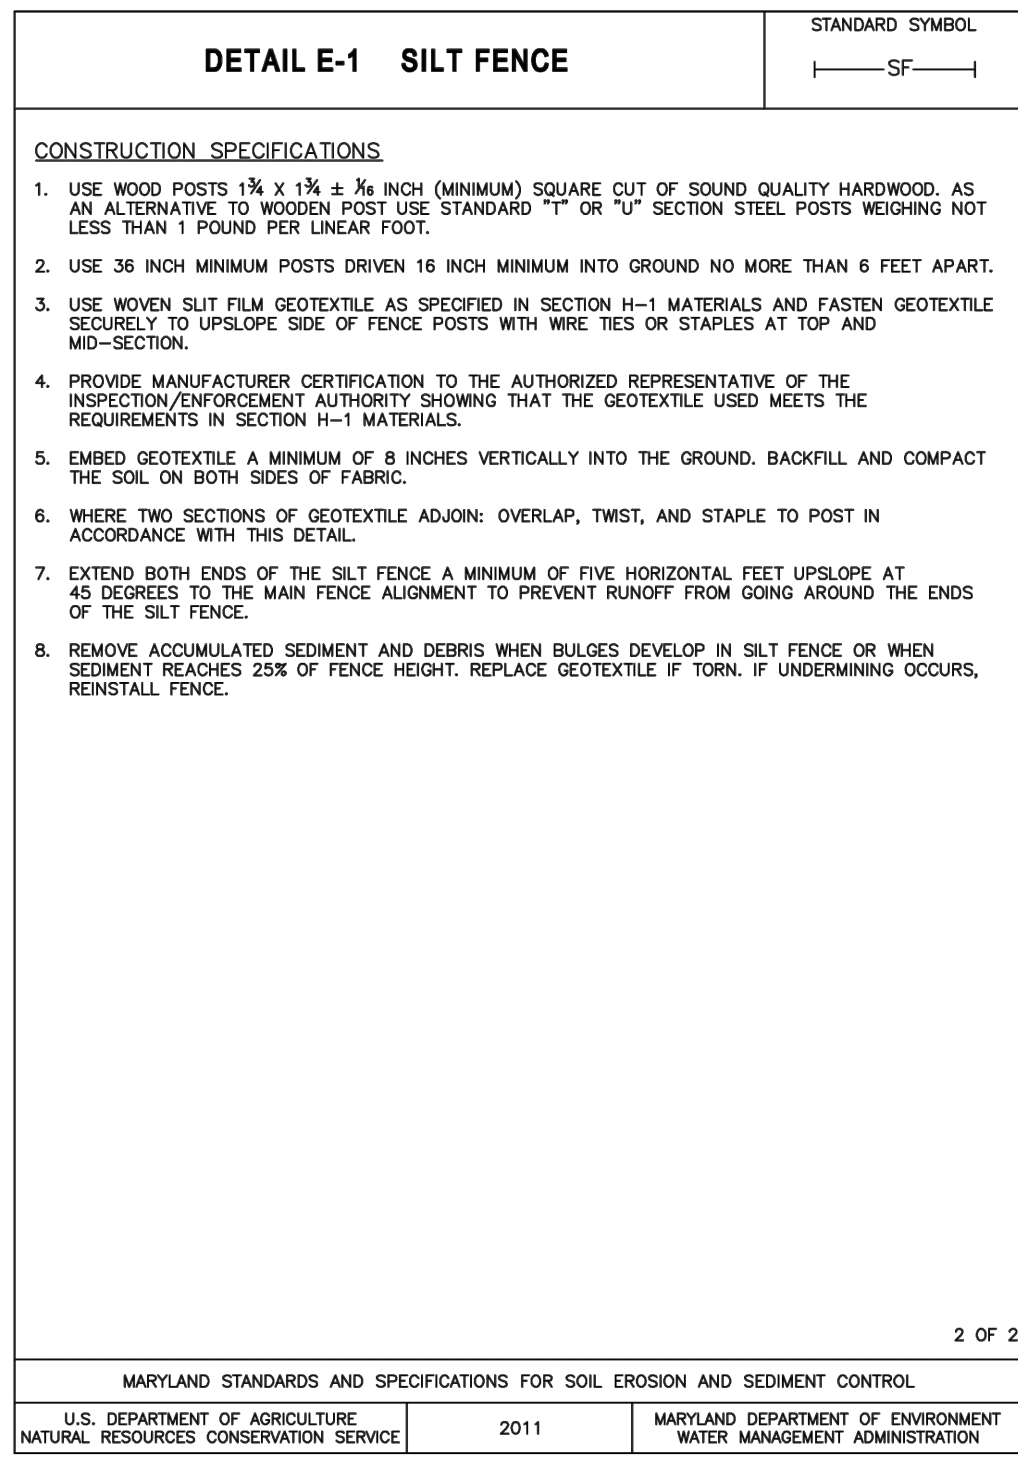 DETAIL E-1 SILT FENCE
STANDARD SYMBOL
SF
CONSTRUCTION SPECIFICATIONS
1. USE WOOD POSTS 1¾ X 1¾ ± 1⁄16 INCH (MINIMUM) SQUARE CUT OF SOUND QUALITY HARDWOOD. AS
AN ALTERNATIVE TO WOODEN POST USE STANDARD "T" OR "U" SECTION STEEL POSTS WEIGHING NOT
LESS THAN 1 POUND PER LINEAR FOOT.
2. USE 36 INCH MINIMUM POSTS DRIVEN 16 INCH MINIMUM INTO GROUND NO MORE THAN 6 FEET APART.
3. USE WOVEN SLIT FILM GEOTEXTILE AS SPECIFIED IN SECTION H-1 MATERIALS AND FASTEN GEOTEXTILE
SECURELY TO UPSLOPE SIDE OF FENCE POSTS WITH WIRE TIES OR STAPLES AT TOP AND
MID-SECTION.
4. PROVIDE MANUFACTURER CERTIFICATION TO THE AUTHORIZED REPRESENTATIVE OF THE
INSPECTION/ENFORCEMENT AUTHORITY SHOWING THAT THE GEOTEXTILE USED MEETS THE
REQUIREMENTS IN SECTION H-1 MATERIALS.
5. EMBED GEOTEXTILE A MINIMUM OF 8 INCHES VERTICALLY INTO THE GROUND. BACKFILL AND COMPACT
THE SOIL ON BOTH SIDES OF FABRIC.
6. WHERE TWO SECTIONS OF GEOTEXTILE ADJOIN: OVERLAP, TWIST, AND STAPLE TO POST IN
ACCORDANCE WITH THIS DETAIL.
7. EXTEND BOTH ENDS OF THE SILT FENCE A MINIMUM OF FIVE HORIZONTAL FEET UPSLOPE AT
45 DEGREES TO THE MAIN FENCE ALIGNMENT TO PREVENT RUNOFF FROM GOING AROUND THE ENDS
OF THE SILT FENCE.
8. REMOVE ACCUMULATED SEDIMENT AND DEBRIS WHEN BULGES DEVELOP IN SILT FENCE OR WHEN
SEDIMENT REACHES 25% OF FENCE HEIGHT. REPLACE GEOTEXTILE IF TORN. IF UNDERMINING OCCURS,
REINSTALL FENCE.
2 OF 2
MARYLAND STANDARDS AND SPECIFICATIONS FOR SOIL EROSION AND SEDIMENT CONTROL
U.S. DEPARTMENT OF AGRICULTURE
NATURAL RESOURCES CONSERVATION SERVICE
2011
MARYLAND DEPARTMENT OF ENVIRONMENT
WATER MANAGEMENT ADMINISTRATION